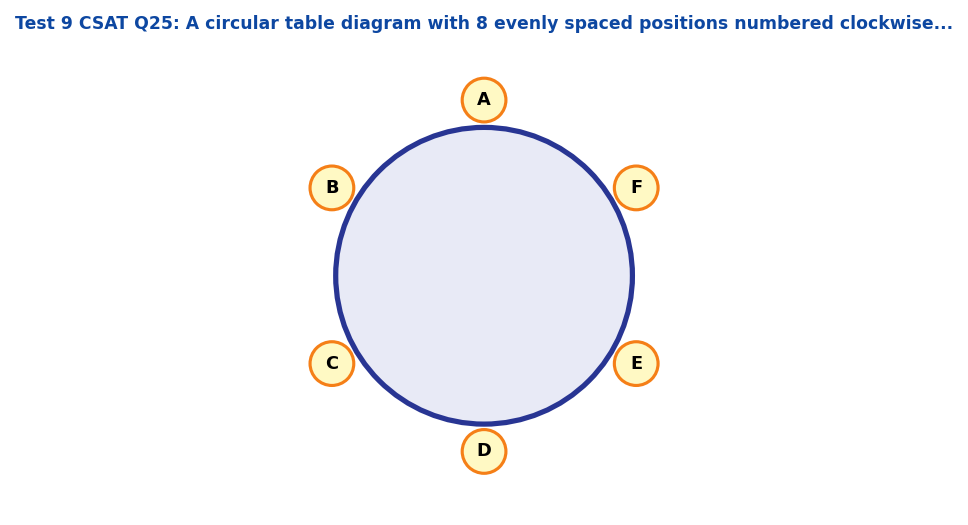 Test 9 CSAT Q25: A circular table diagram with 8 evenly spaced positions numbered clockwise...
A
B
F
C
E
D